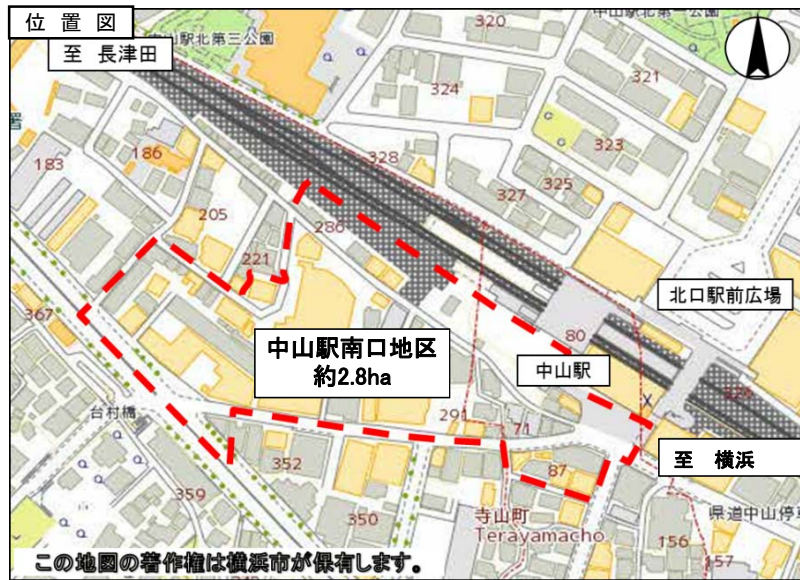 位置図
至 長津田
中山駅北第三公園
320
321
324
323
328
325
327
183
186
205
221
286
367
北口駅前広場
80
中山駅南口地区
約2.8ha
中山駅
台村橋
291
71
至 横浜
352
87
359
350
寺山町
Terayamacho
県道中山停車
156
157
この地図の著作権は横浜市が保有します。